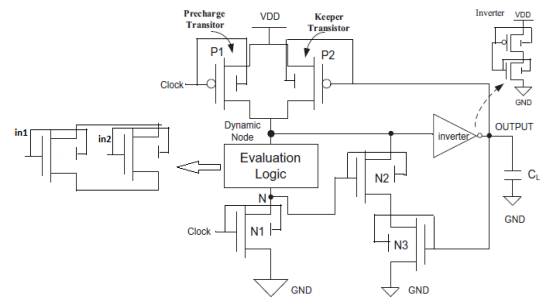 Precharge
Transitor
VDD
Keeper
Transistor
Inverter
VDD
GND
P1
P2
Clock
in1
in2
Dynamic
Node
Evaluation
Logic
inverter
OUTPUT
CL
GND
N
N2
Clock
N1
N3
GND
GND